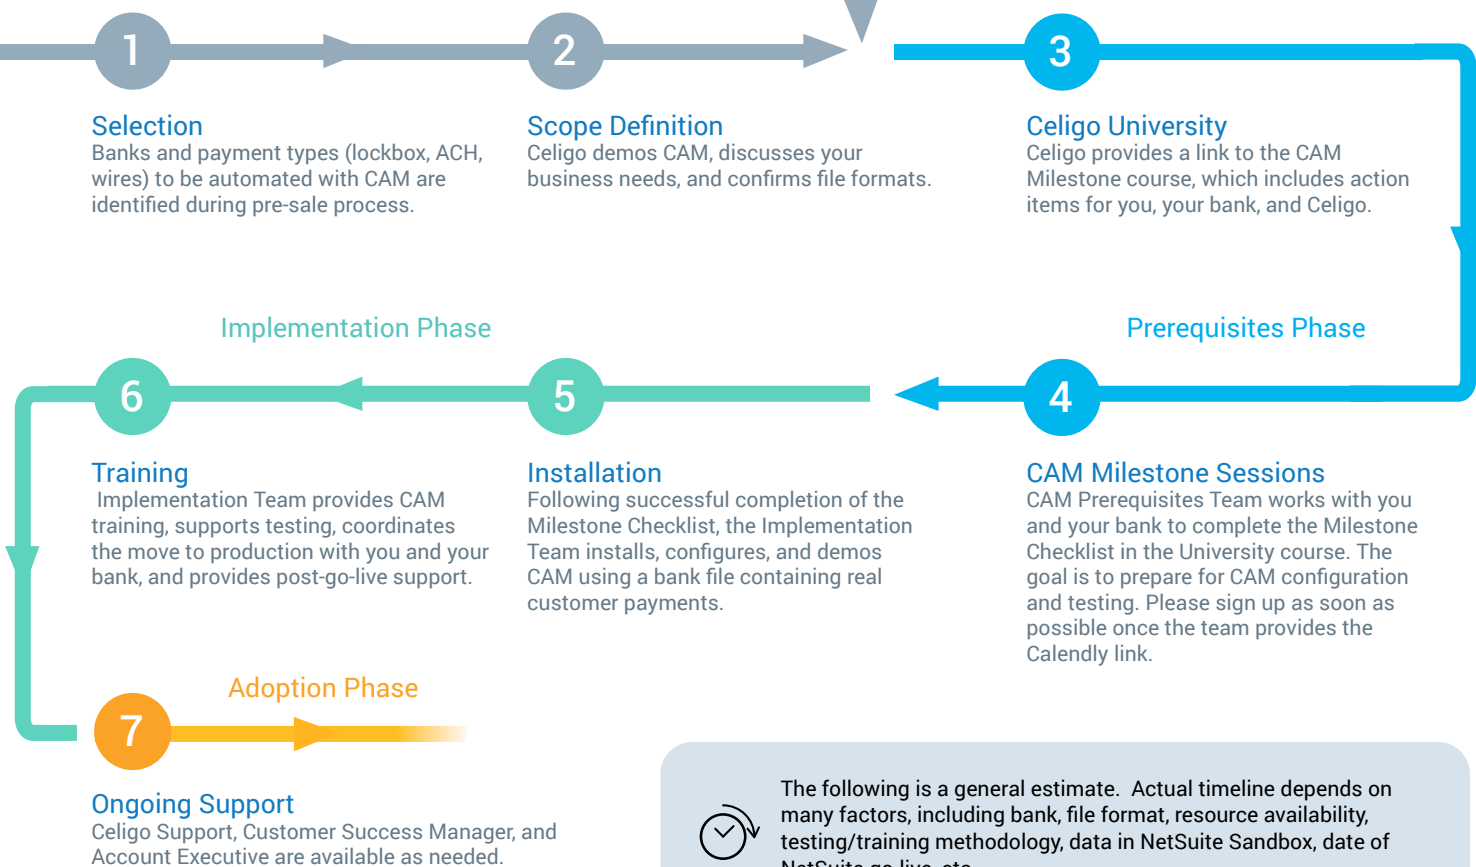 1
Selection
Banks and payment types (lockbox, ACH,
wires) to be automated with CAM are
identified during pre-sale process.
2
Scope Definition
Celigo demos CAM, discusses your
business needs, and confirms file formats.
3
Celigo University
Celigo provides a link to the CAM
Milestone course, which includes action
items for you, your bank, and Celigo.
Prerequisites Phase
4
CAM Milestone Sessions
CAM Prerequisites Team works with you
and your bank to complete the Milestone
Checklist in the University course. The
goal is to prepare for CAM configuration
and testing. Please sign up as soon as
possible once the team provides the
Calendly link.
Implementation Phase
5
Installation
Following successful completion of the
Milestone Checklist, the Implementation
Team installs, configures, and demos
CAM using a bank file containing real
customer payments.
6
Training
Implementation Team provides CAM
training, supports testing, coordinates
the move to production with you and your
bank, and provides post-go-live support.
Adoption Phase
7
Ongoing Support
Celigo Support, Customer Success Manager, and
Account Executive are available as needed.
The following is a general estimate. Actual timeline depends on
many factors, including bank, file format, resource availability,
testing/training methodology, data in NetSuite Sandbox, date of
NetSuite go live, etc.